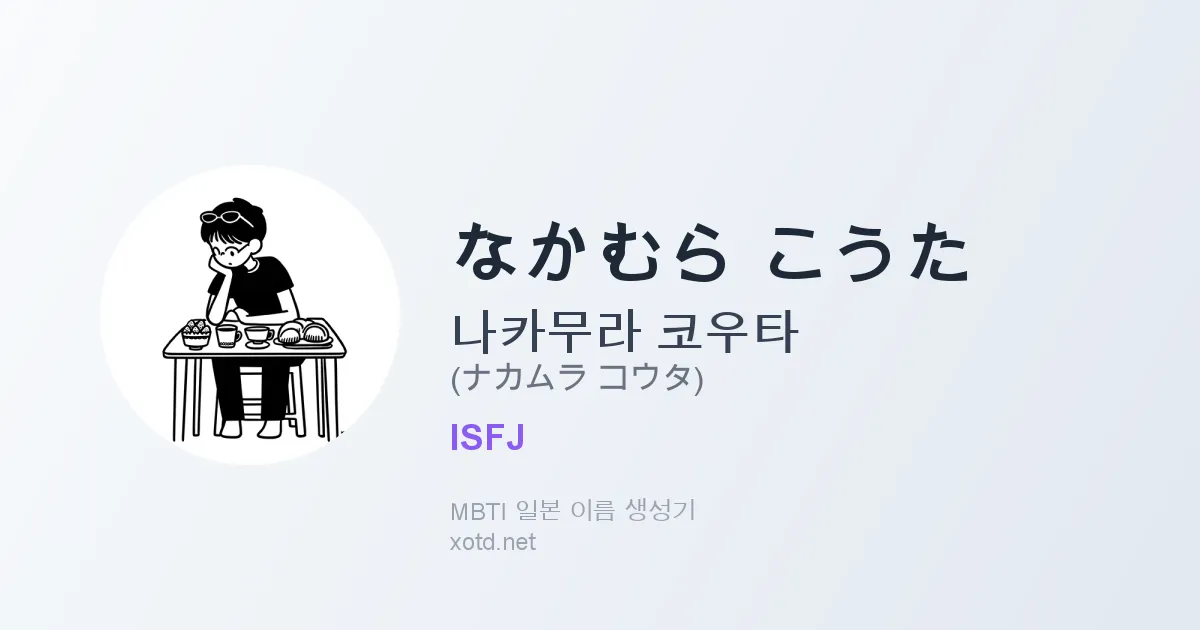 なかむら こうた
나카무라 코우타
(ナカムラ コウタ)
ISFJ
MBTI 일본 이름 생성기
xotd.net